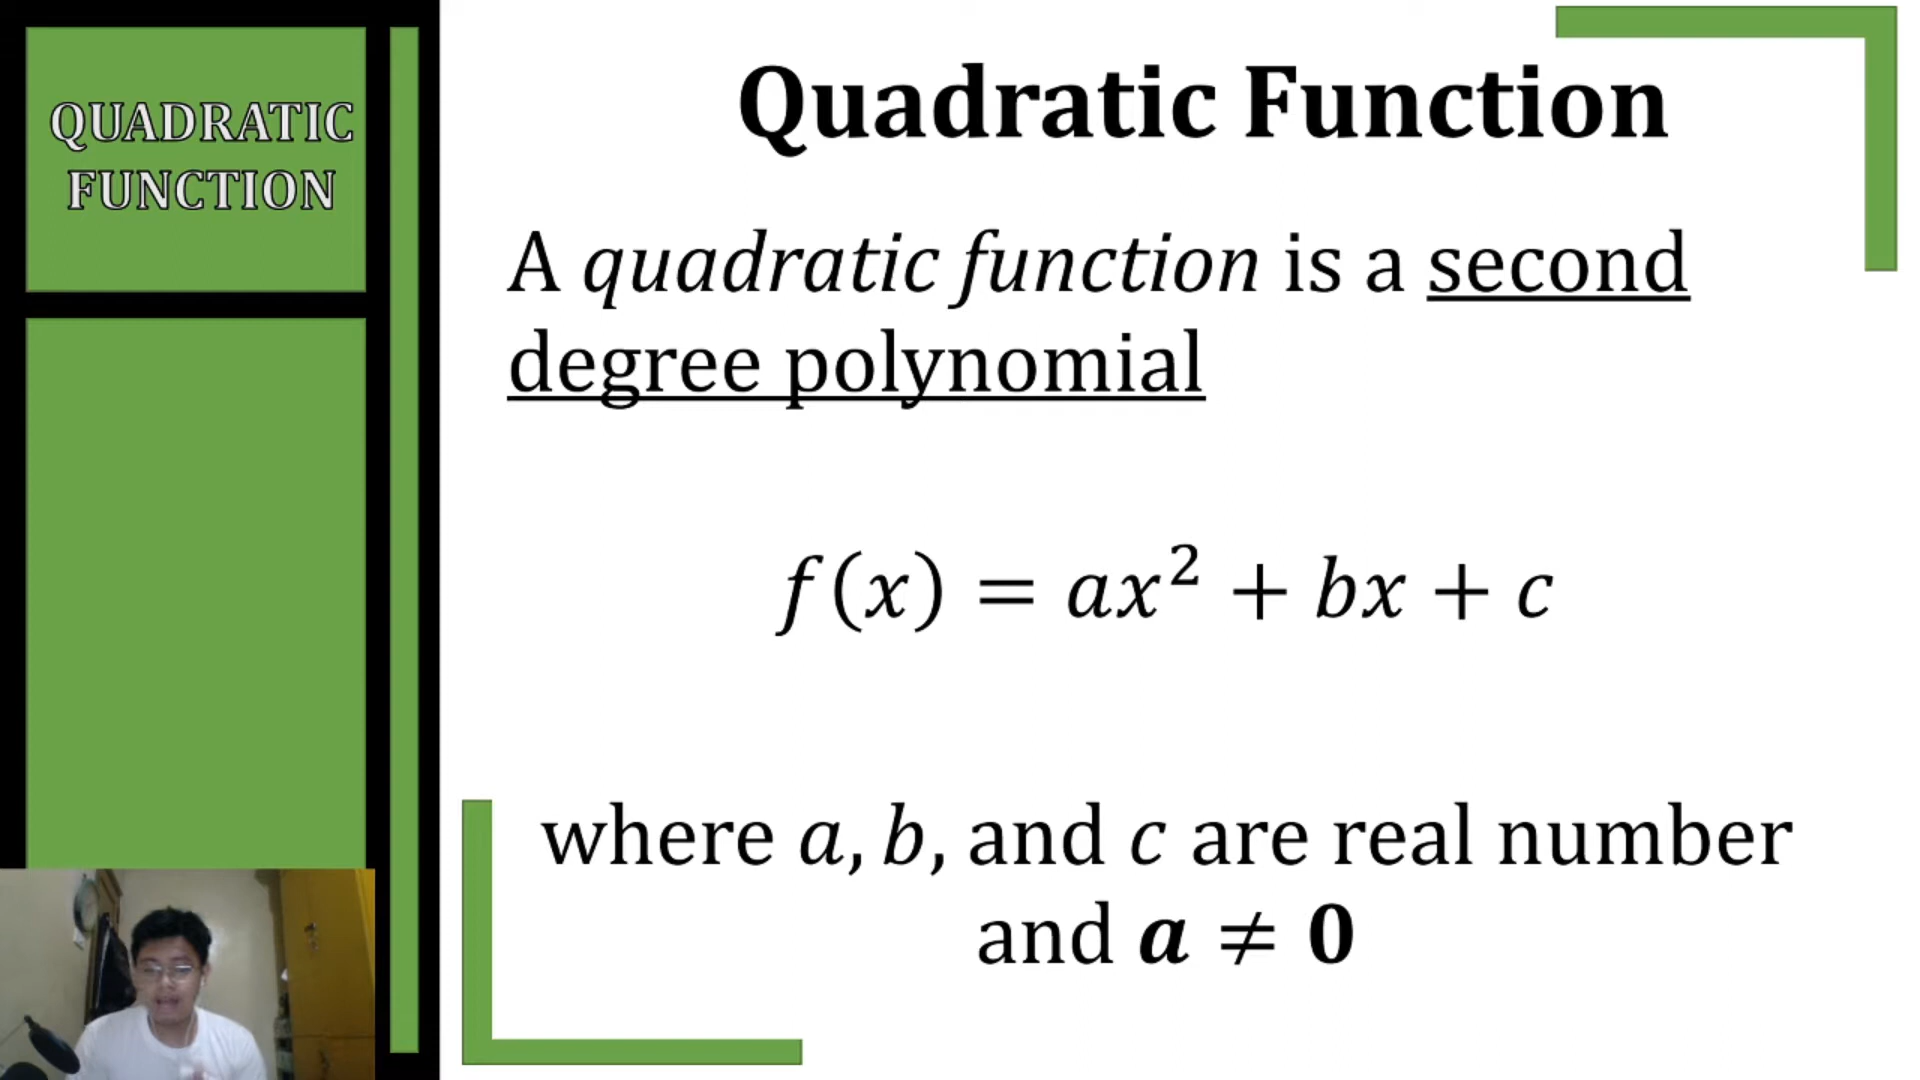 QUADRATIC
FUNCTION
Quadratic Function
A quadratic function is a second
degree polynomial
f(x) = ax² + bx + c
where a, b, and c are real number
and a ≠ 0